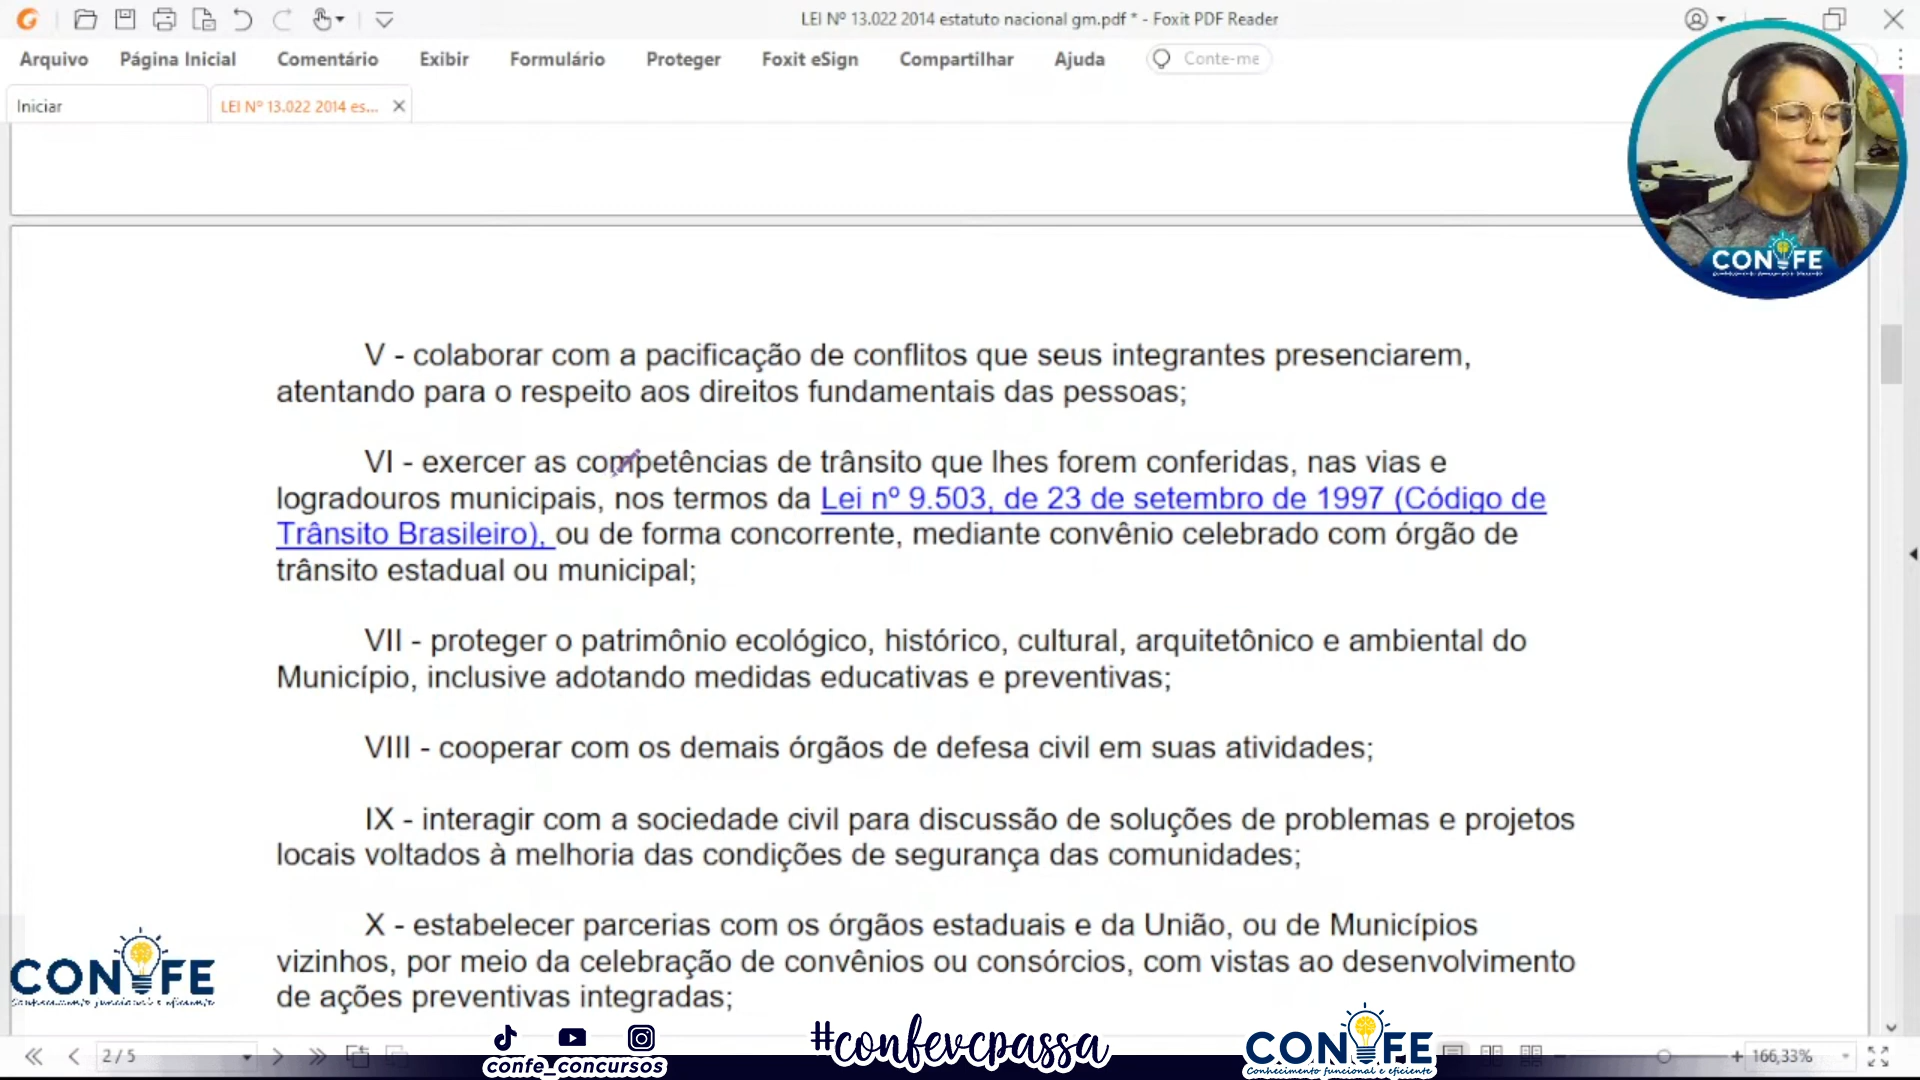 LEI Nº 13.022 2014 estatuto nacional gm.pdf * - Foxit PDF Reader
Arquivo Página Inicial Comentário Exibir Formulário Proteger Foxit eSign Compartilhar Ajuda Conte-me
Iniciar LEI Nº 13.022 2014 es...
CONFE
V - colaborar com a pacificação de conflitos que seus integrantes presenciarem,
atentando para o respeito aos direitos fundamentais das pessoas;
VI - exercer as competências de trânsito que lhes forem conferidas, nas vias e
logradouros municipais, nos termos da Lei nº 9.503, de 23 de setembro de 1997 (Código de
Trânsito Brasileiro), ou de forma concorrente, mediante convênio celebrado com órgão de
trânsito estadual ou municipal;
VII - proteger o patrimônio ecológico, histórico, cultural, arquitetônico e ambiental do
Município, inclusive adotando medidas educativas e preventivas;
VIII - cooperar com os demais órgãos de defesa civil em suas atividades;
IX - interagir com a sociedade civil para discussão de soluções de problemas e projetos
locais voltados à melhoria das condições de segurança das comunidades;
X - estabelecer parcerias com os órgãos estaduais e da União, ou de Municípios
vizinhos, por meio da celebração de convênios ou consórcios, com vistas ao desenvolvimento
de ações preventivas integradas;
CONFE
Conhecimento funcional e eficiente
2 / 5
confe_concursos
#confevcpassa
CONFE
Conhecimento funcional e eficiente
166,33%